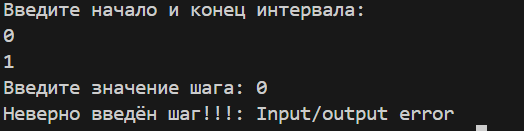 Введите начало и конец интервала:
0
1
Введите значение шага: 0
Неверно введён шаг!!!: Input/output error